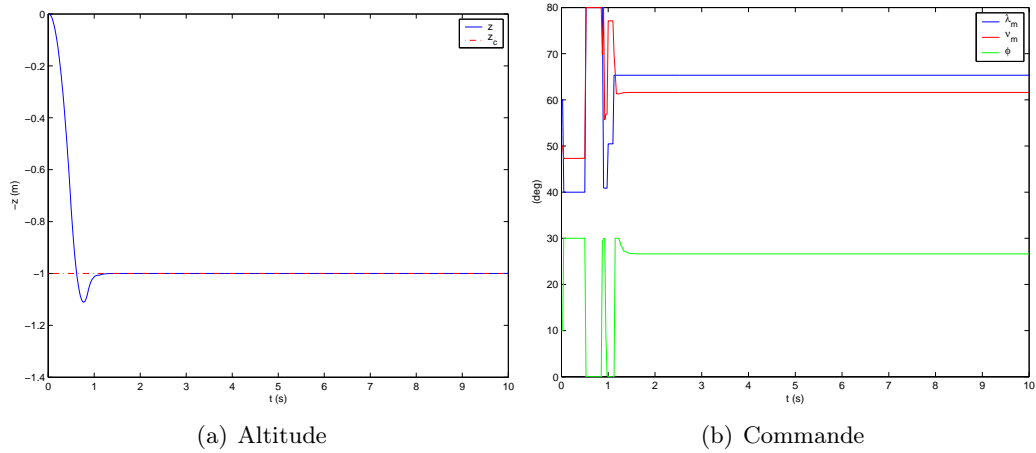 0
−0.2
−0.4
−0.6
−0.8
−1
−1.2
−1.4
−z (m)
0 1 2 3 4 5 6 7 8 9 10
t (s)
z
z_c
(a) Altitude
80
70
60
50
40
30
20
10
0
(deg)
0 1 2 3 4 5 6 7 8 9 10
t (s)
λ_m
ν_m
ϕ
(b) Commande